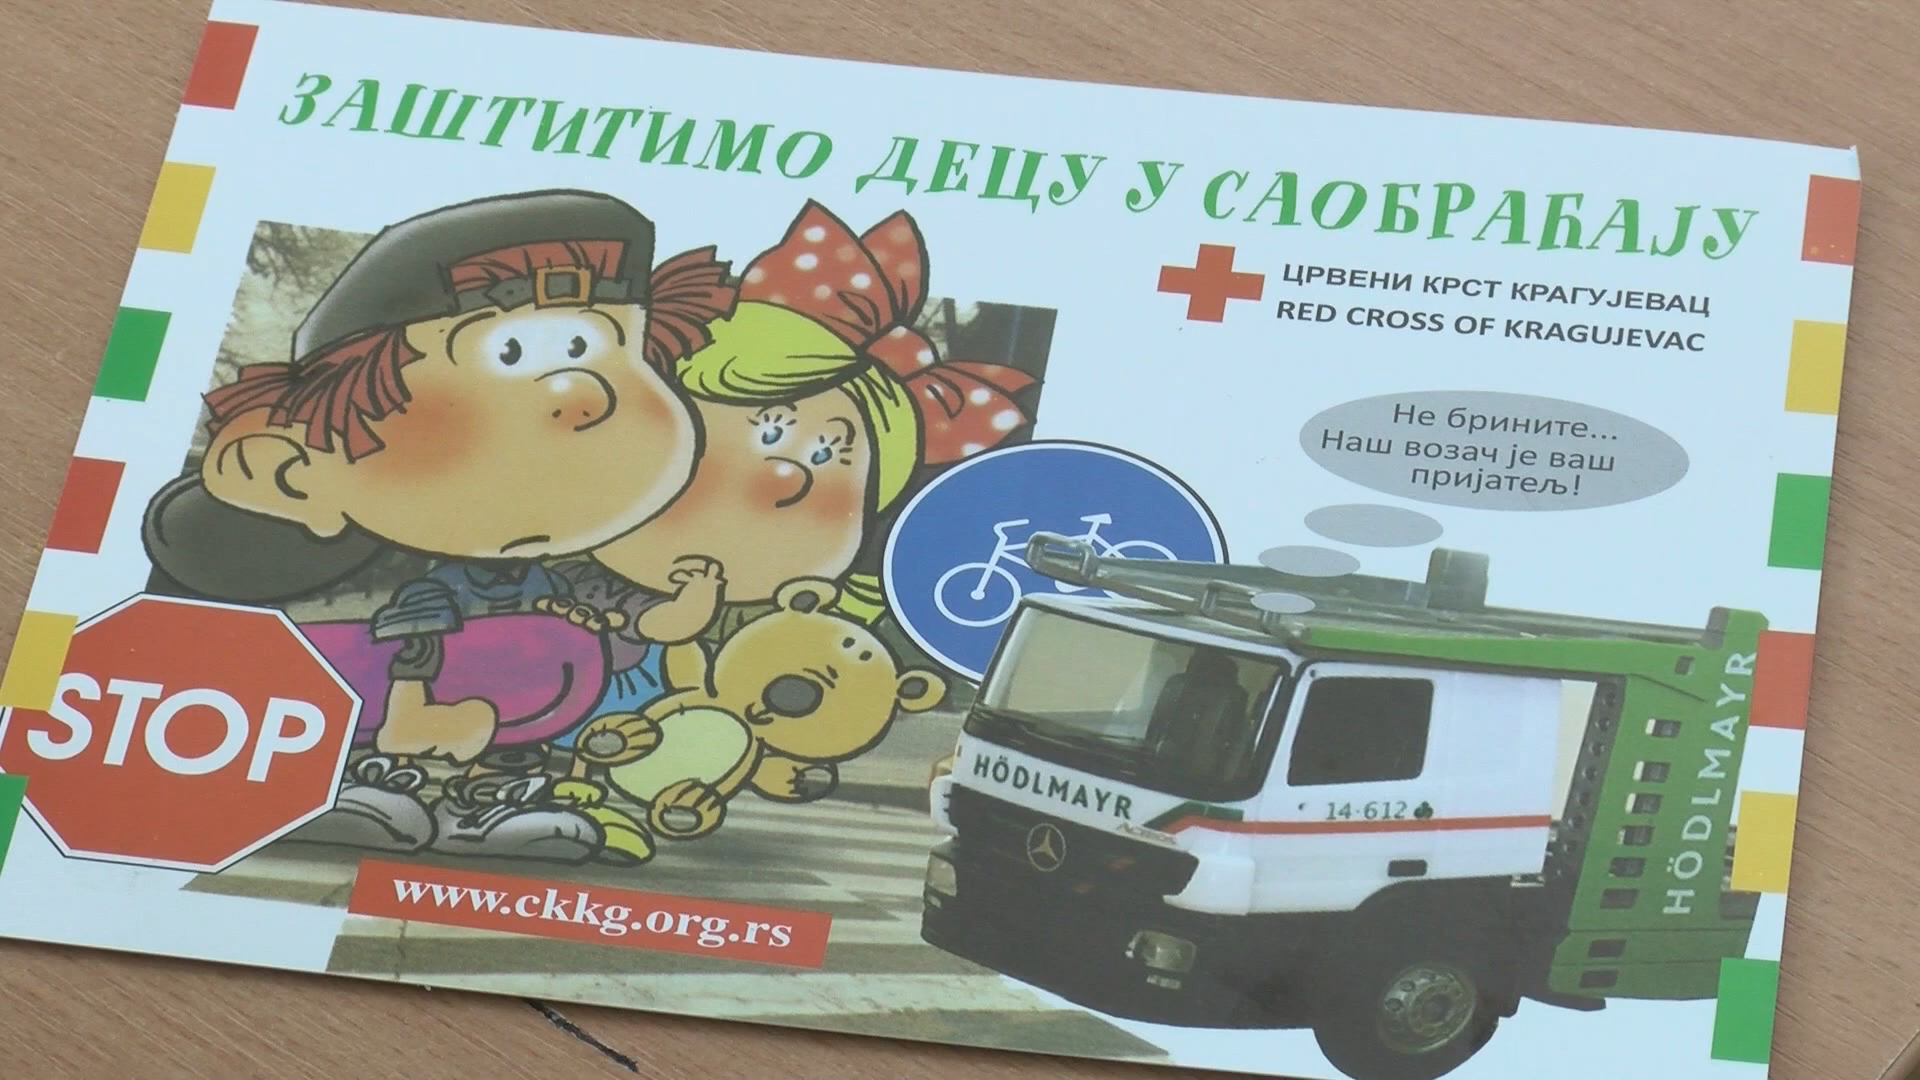 ЗАШТИТИМО ДЕЦУ У САОБРАЋАЈУ
ЦРВЕНИ КРСТ КРАГУЈЕВАЦ
RED CROSS OF KRAGUJEVAC
Не брините...
Наш возач је ваш
пријатељ!
STOP
HÖDLMAYR
14-612
HÖDLMAYR
www.ckkg.org.rs